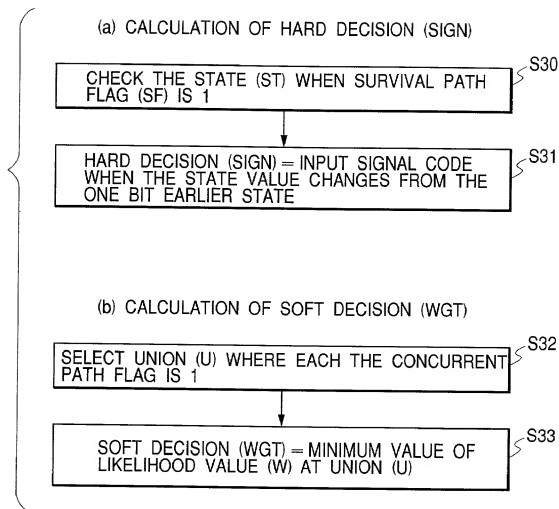 (a) CALCULATION OF HARD DECISION (SIGN)
S30
CHECK THE STATE (ST) WHEN SURVIVAL PATH
FLAG (SF) IS 1
S31
HARD DECISION (SIGN) = INPUT SIGNAL CODE
WHEN THE STATE VALUE CHANGES FROM THE
ONE BIT EARLIER STATE
(b) CALCULATION OF SOFT DECISION (WGT)
S32
SELECT UNION (U) WHERE EACH THE CONCURRENT
PATH FLAG IS 1
S33
SOFT DECISION (WGT) = MINIMUM VALUE OF
LIKELIHOOD VALUE (W) AT UNION (U)